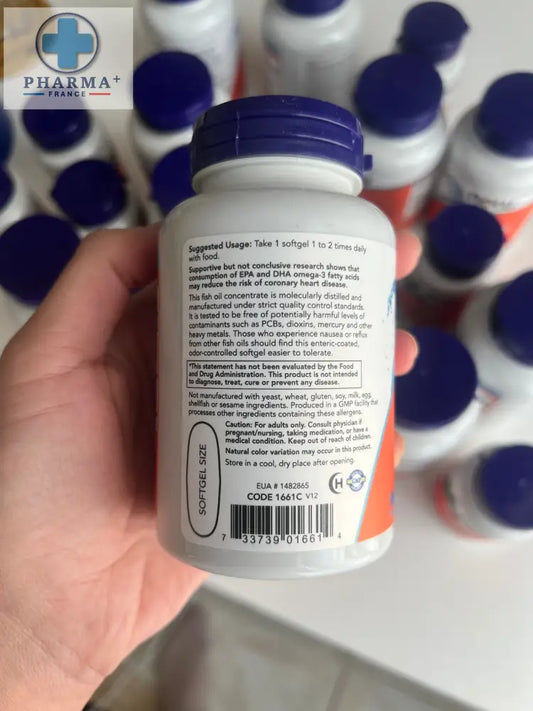 PHARMA+
FRANCE
Suggested Usage: Take 1 softgel 1 to 2 times daily
with food.
Supportive but not conclusive research shows that
consumption of EPA and DHA omega-3 fatty acids
may reduce the risk of coronary heart disease.
This fish oil concentrate is molecularly distilled and
manufactured under strict quality control standards.
It is tested to be free of potentially harmful levels of
contaminants such as PCBs, dioxins, mercury and other
heavy metals. Those who experience nausea or reflux
from other fish oils should find this enteric-coated,
odor-controlled softgel easier to tolerate.
*This statement has not been evaluated by the Food
and Drug Administration. This product is not intended
to diagnose, treat, cure or prevent any disease.
Not manufactured with yeast, wheat, gluten, soy, milk, egg,
shellfish or sesame ingredients. Produced in a GMP facility that
processes other ingredients containing these allergens.
Caution: For adults only. Consult physician if
pregnant/nursing, taking medication, or have a
medical condition. Keep out of reach of children.
Natural color variation may occur in this product.
Store in a cool, dry place after opening.
SOFTGEL SIZE
EUA # 1482865
CODE 1661C V12
H
GMP
7 33739 01661 4